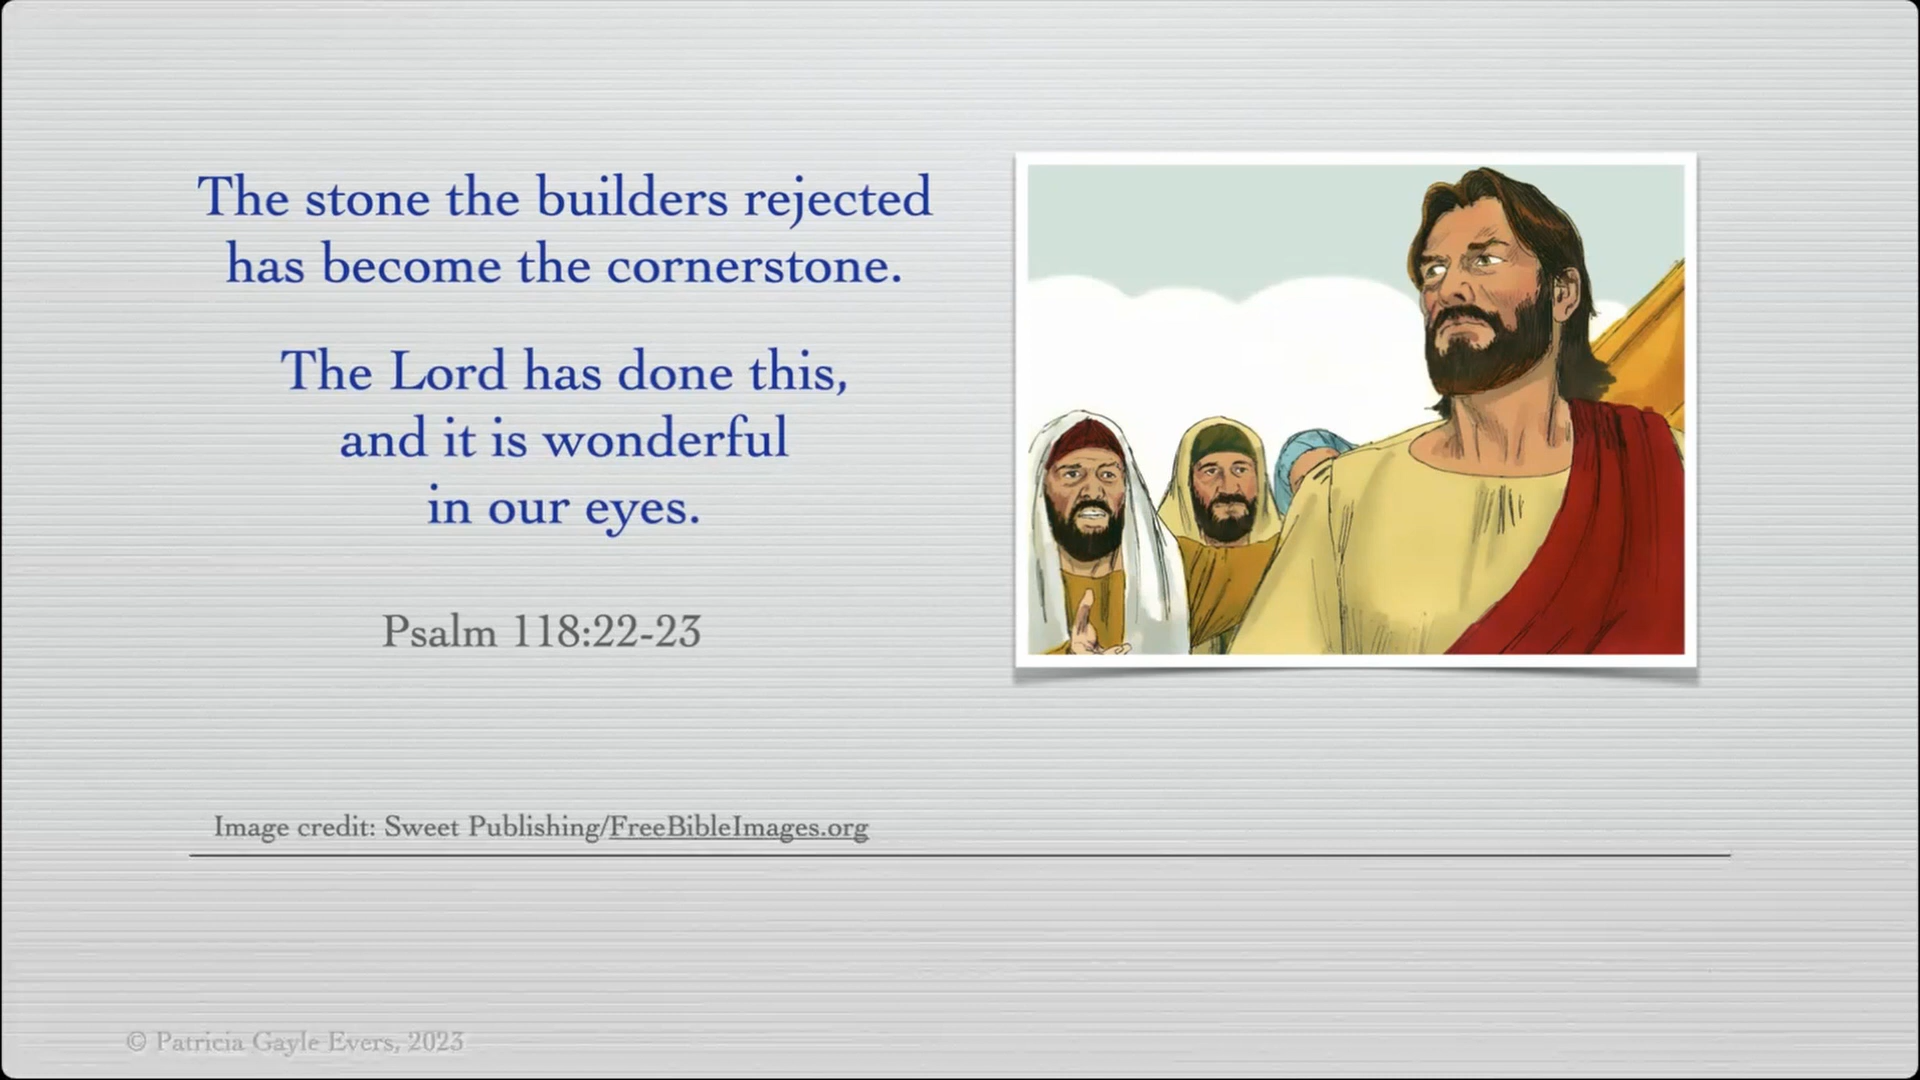 The stone the builders rejected
has become the cornerstone.
The Lord has done this,
and it is wonderful
in our eyes.
Psalm 118:22-23
Image credit: Sweet Publishing/FreeBibleImages.org
© Patricia Gayle Evers, 2023